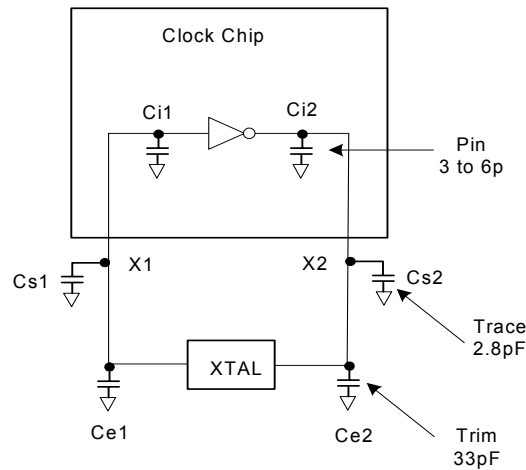 Clock Chip
Ci1
Ci2
Pin
3 to 6p
Cs1
X1
X2
Cs2
Trace
2.8pF
XTAL
Ce1
Ce2
Trim
33pF